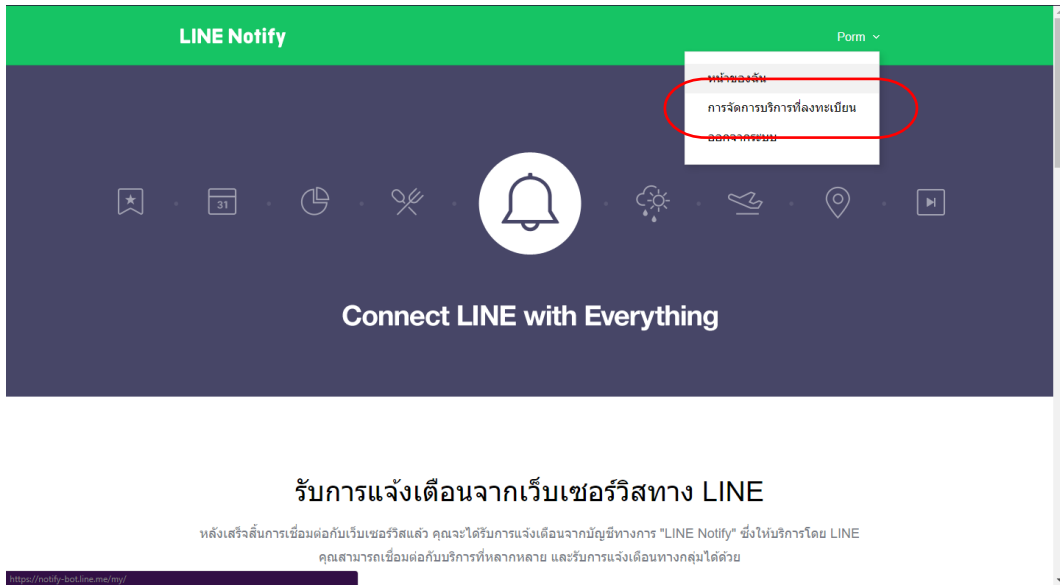 LINE Notify
Porm
หน้าของฉัน
การจัดการบริการที่ลงทะเบียน
ออกจากระบบ
31
Connect LINE with Everything
รับการแจ้งเตือนจากเว็บเซอร์วิสทาง LINE
หลังเสร็จสิ้นการเชื่อมต่อกับเว็บเซอร์วิสแล้ว คุณจะได้รับการแจ้งเตือนจากบัญชีทางการ "LINE Notify" ซึ่งให้บริการโดย LINE
คุณสามารถเชื่อมต่อกับบริการที่หลากหลาย และรับการแจ้งเตือนทางกลุ่มได้ด้วย
https://notify-bot.line.me/my/